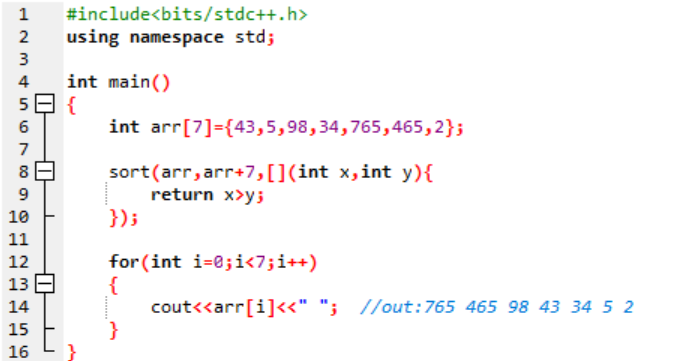 1 #include<bits/stdc++.h>
2 using namespace std;
3
4 int main()
5 {
6 int arr[7]={43,5,98,34,765,465,2};
7
8 sort(arr,arr+7,[](int x,int y){
9 return x>y;
10 });
11
12 for(int i=0;i<7;i++)
13 {
14 cout<<arr[i]<<" "; //out:765 465 98 43 34 5 2
15 }
16 }